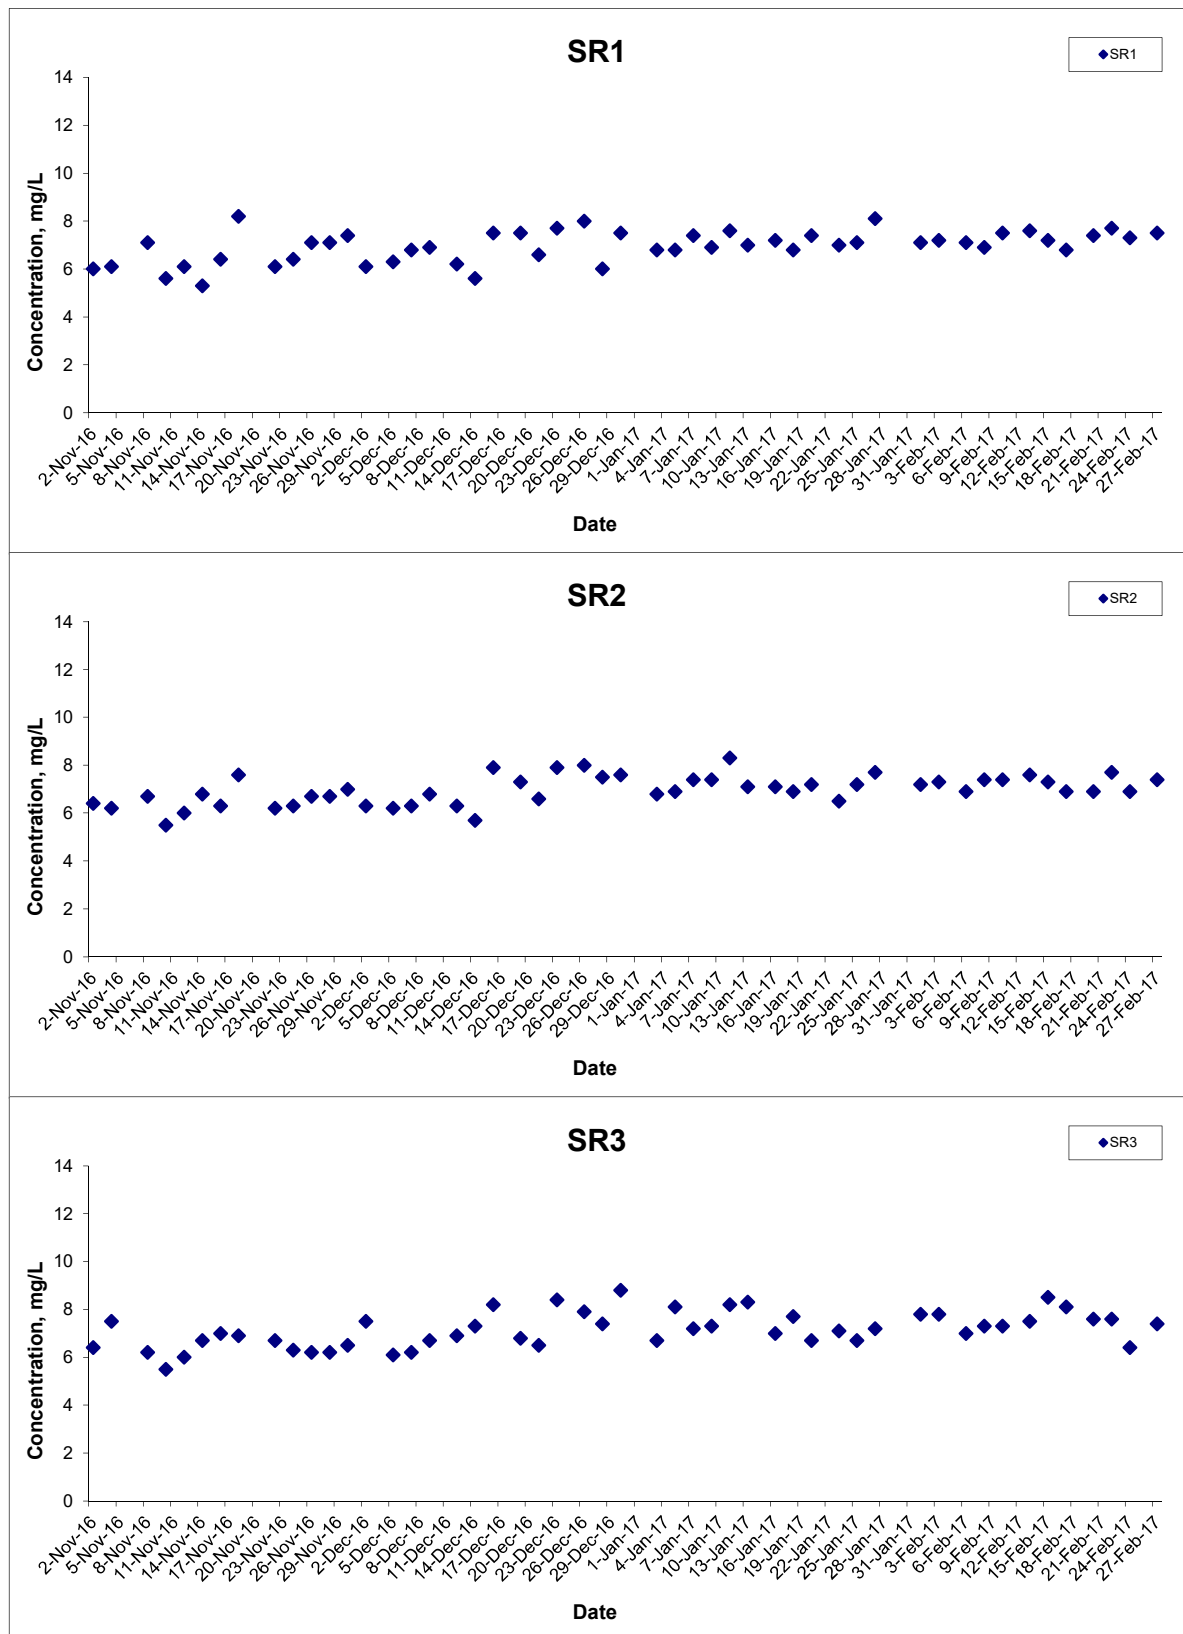 SR1
SR1
14
12
10
8
6
4
2
0
Concentration, mg/L
2-Nov-16
5-Nov-16
8-Nov-16
11-Nov-16
14-Nov-16
17-Nov-16
20-Nov-16
23-Nov-16
26-Nov-16
29-Nov-16
2-Dec-16
5-Dec-16
8-Dec-16
11-Dec-16
14-Dec-16
17-Dec-16
20-Dec-16
23-Dec-16
26-Dec-16
29-Dec-16
1-Jan-17
4-Jan-17
7-Jan-17
10-Jan-17
13-Jan-17
16-Jan-17
19-Jan-17
22-Jan-17
25-Jan-17
28-Jan-17
31-Jan-17
3-Feb-17
6-Feb-17
9-Feb-17
12-Feb-17
15-Feb-17
18-Feb-17
21-Feb-17
24-Feb-17
27-Feb-17
Date
SR2
SR2
14
12
10
8
6
4
2
0
Concentration, mg/L
2-Nov-16
5-Nov-16
8-Nov-16
11-Nov-16
14-Nov-16
17-Nov-16
20-Nov-16
23-Nov-16
26-Nov-16
29-Nov-16
2-Dec-16
5-Dec-16
8-Dec-16
11-Dec-16
14-Dec-16
17-Dec-16
20-Dec-16
23-Dec-16
26-Dec-16
29-Dec-16
1-Jan-17
4-Jan-17
7-Jan-17
10-Jan-17
13-Jan-17
16-Jan-17
19-Jan-17
22-Jan-17
25-Jan-17
28-Jan-17
31-Jan-17
3-Feb-17
6-Feb-17
9-Feb-17
12-Feb-17
15-Feb-17
18-Feb-17
21-Feb-17
24-Feb-17
27-Feb-17
Date
SR3
SR3
14
12
10
8
6
4
2
0
Concentration, mg/L
2-Nov-16
5-Nov-16
8-Nov-16
11-Nov-16
14-Nov-16
17-Nov-16
20-Nov-16
23-Nov-16
26-Nov-16
29-Nov-16
2-Dec-16
5-Dec-16
8-Dec-16
11-Dec-16
14-Dec-16
17-Dec-16
20-Dec-16
23-Dec-16
26-Dec-16
29-Dec-16
1-Jan-17
4-Jan-17
7-Jan-17
10-Jan-17
13-Jan-17
16-Jan-17
19-Jan-17
22-Jan-17
25-Jan-17
28-Jan-17
31-Jan-17
3-Feb-17
6-Feb-17
9-Feb-17
12-Feb-17
15-Feb-17
18-Feb-17
21-Feb-17
24-Feb-17
27-Feb-17
Date